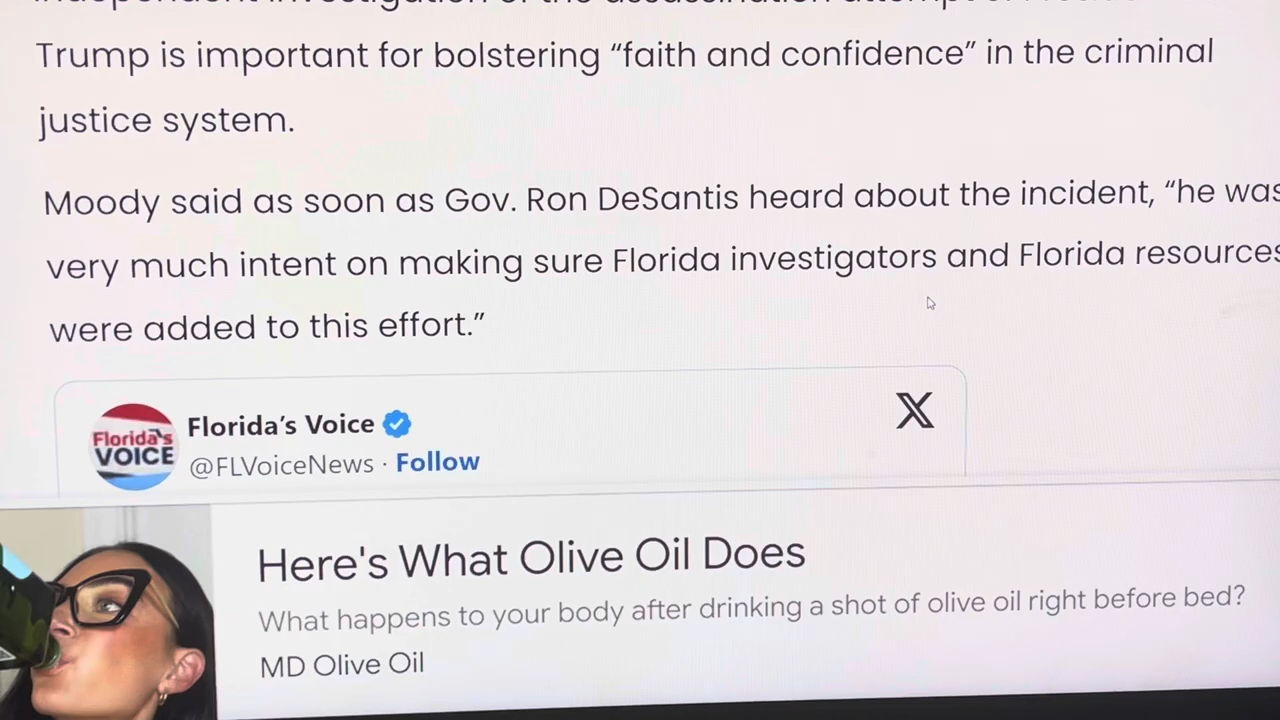 Trump is important for bolstering “faith and confidence” in the criminal
justice system.
Moody said as soon as Gov. Ron DeSantis heard about the incident, “he was
very much intent on making sure Florida investigators and Florida resources
were added to this effort.”
Florida’s Voice
X
Florida's
VOICE
@FLVoiceNews · Follow
Here's What Olive Oil Does
What happens to your body after drinking a shot of olive oil right before bed?
MD Olive Oil